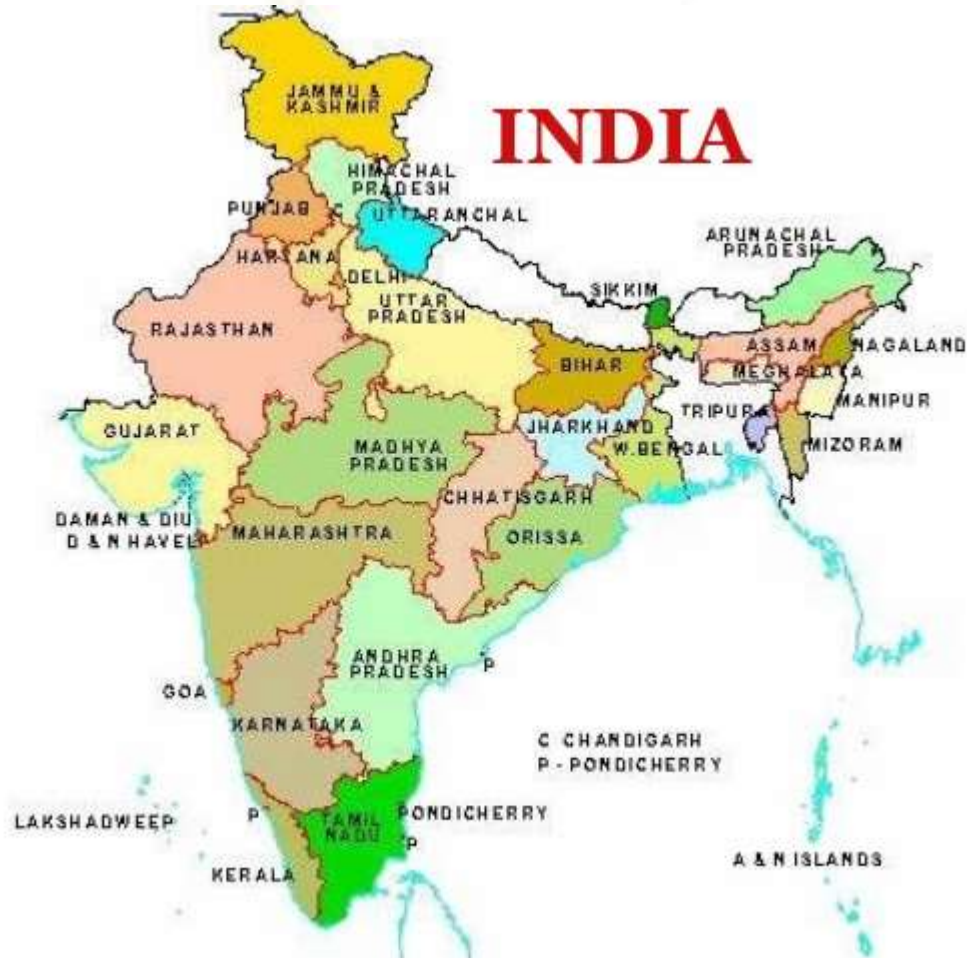 JAMMU &
KASHMIR
INDIA
HIMACHAL
PRADESH
PUNJAB
C
UTTARANCHAL
ARUNACHAL
PRADESH
HARYANA
DELHI
SIKKIM
UTTAR
PRADESH
RAJASTHAN
ASSAM
NAGALAND
BIHAR
MEGHALAYA
MANIPUR
TRIPURA
GUJARAT
JHARKHAND
MADHYA
PRADESH
W.BENGAL
MIZORAM
CHHATISGARH
DAMAN & DIU
D & N HAVELI
MAHARASHTRA
ORISSA
ANDHRA
PRADESH
P
GOA
KARNATAKA
C CHANDIGARH
P - PONDICHERRY
LAKSHADWEEP
P
TAMIL
NADU
PONDICHERRY
P
KERALA
A & N ISLANDS